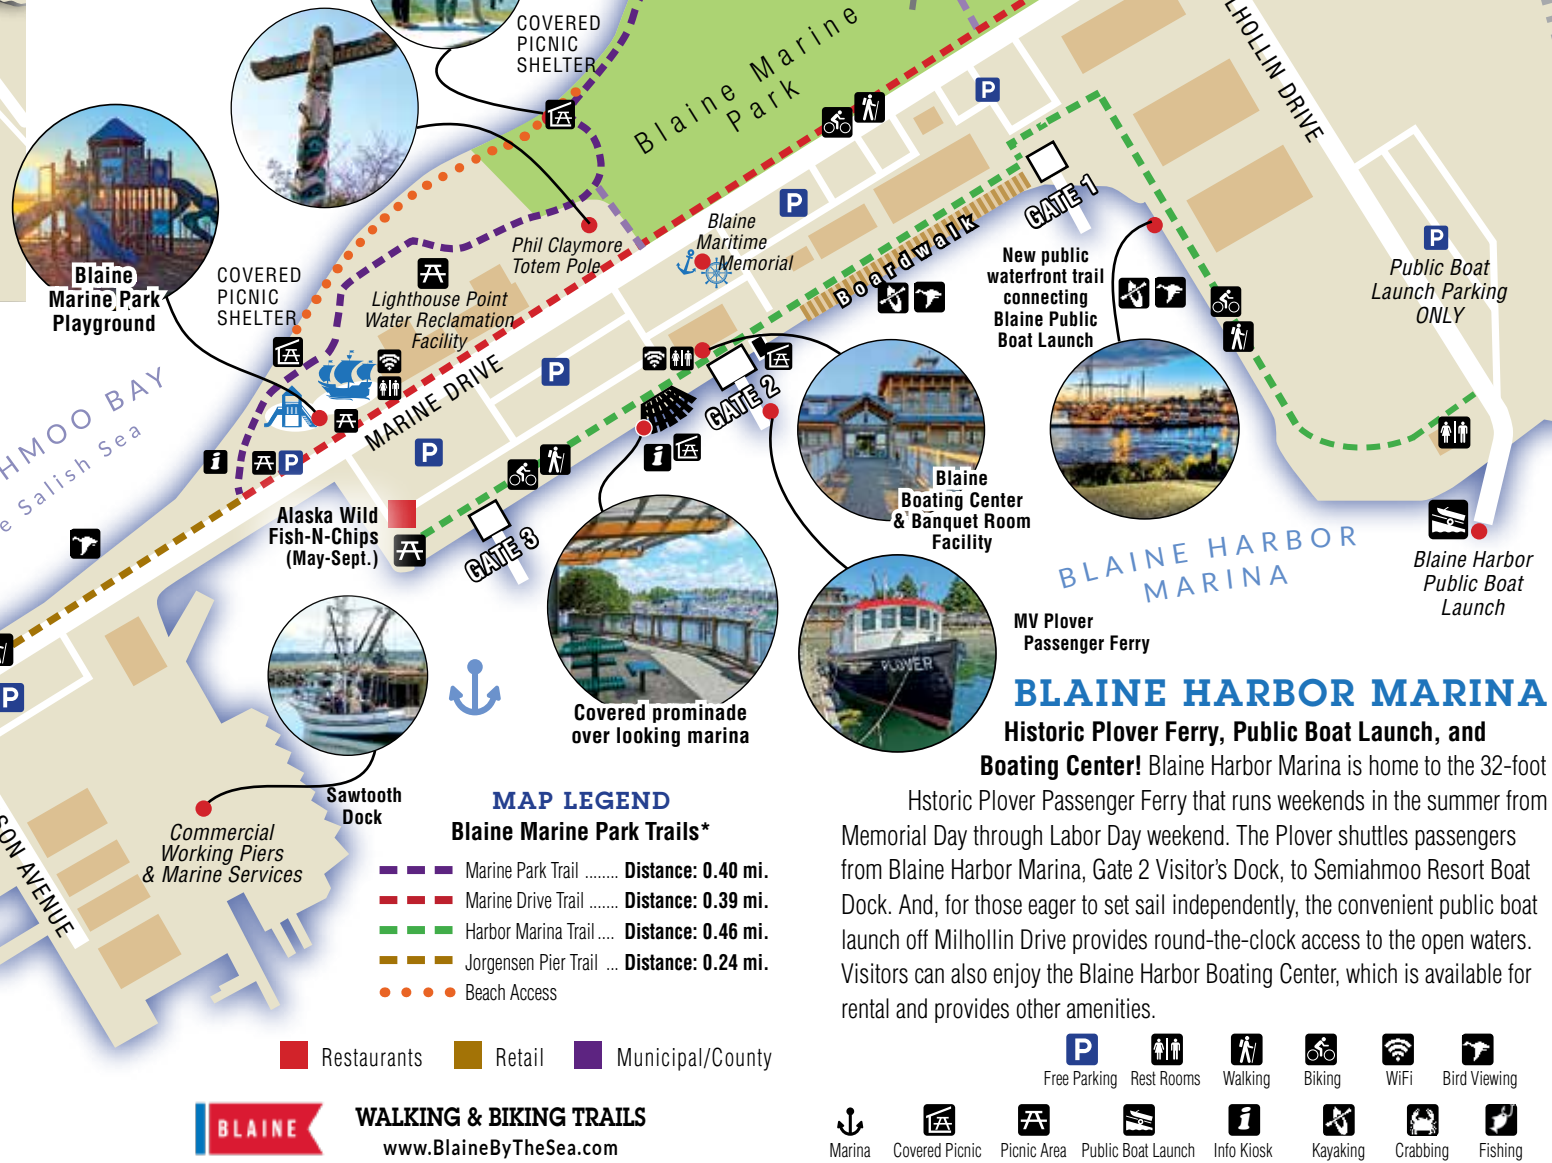 COVERED
PICNIC
SHELTER
Blaine Marine
Park
LHOLLIN DRIVE
P
Blaine
Marine Park
Playground
COVERED
PICNIC
SHELTER
Phil Claymore
Totem Pole
Blaine
Maritime
Memorial
P
Boardwalk
GATE 1
New public
waterfront trail
connecting
Blaine Public
Boat Launch
P
Public Boat
Launch Parking
ONLY
Lighthouse Point
Water Reclamation
Facility
MARINE DRIVE
P
GATE 2
HMOO BAY
e Salish Sea
P
P
Alaska Wild
Fish-N-Chips
(May-Sept.)
GATE 3
Blaine
Boating Center
& Banquet Room
Facility
BLAINE HARBOR
MARINA
Blaine Harbor
Public Boat
Launch
PLOVER
MV Plover
Passenger Ferry
P
Covered prominade
over looking marina
Sawtooth
Dock
Commercial
Working Piers
& Marine Services
SON AVENUE
BLAINE HARBOR MARINA
Historic Plover Ferry, Public Boat Launch, and
Boating Center! Blaine Harbor Marina is home to the 32-foot
Hstoric Plover Passenger Ferry that runs weekends in the summer from
Memorial Day through Labor Day weekend. The Plover shuttles passengers
from Blaine Harbor Marina, Gate 2 Visitor's Dock, to Semiahmoo Resort Boat
Dock. And, for those eager to set sail independently, the convenient public boat
launch off Milhollin Drive provides round-the-clock access to the open waters.
Visitors can also enjoy the Blaine Harbor Boating Center, which is available for
rental and provides other amenities.
MAP LEGEND
Blaine Marine Park Trails*
Marine Park Trail ........ Distance: 0.40 mi.
Marine Drive Trail ....... Distance: 0.39 mi.
Harbor Marina Trail .... Distance: 0.46 mi.
Jorgensen Pier Trail ... Distance: 0.24 mi.
Beach Access
Restaurants Retail Municipal/County
BLAINE
WALKING & BIKING TRAILS
www.BlaineByTheSea.com
P
Free Parking Rest Rooms Walking Biking WiFi Bird Viewing
Marina Covered Picnic Picnic Area Public Boat Launch Info Kiosk Kayaking Crabbing Fishing